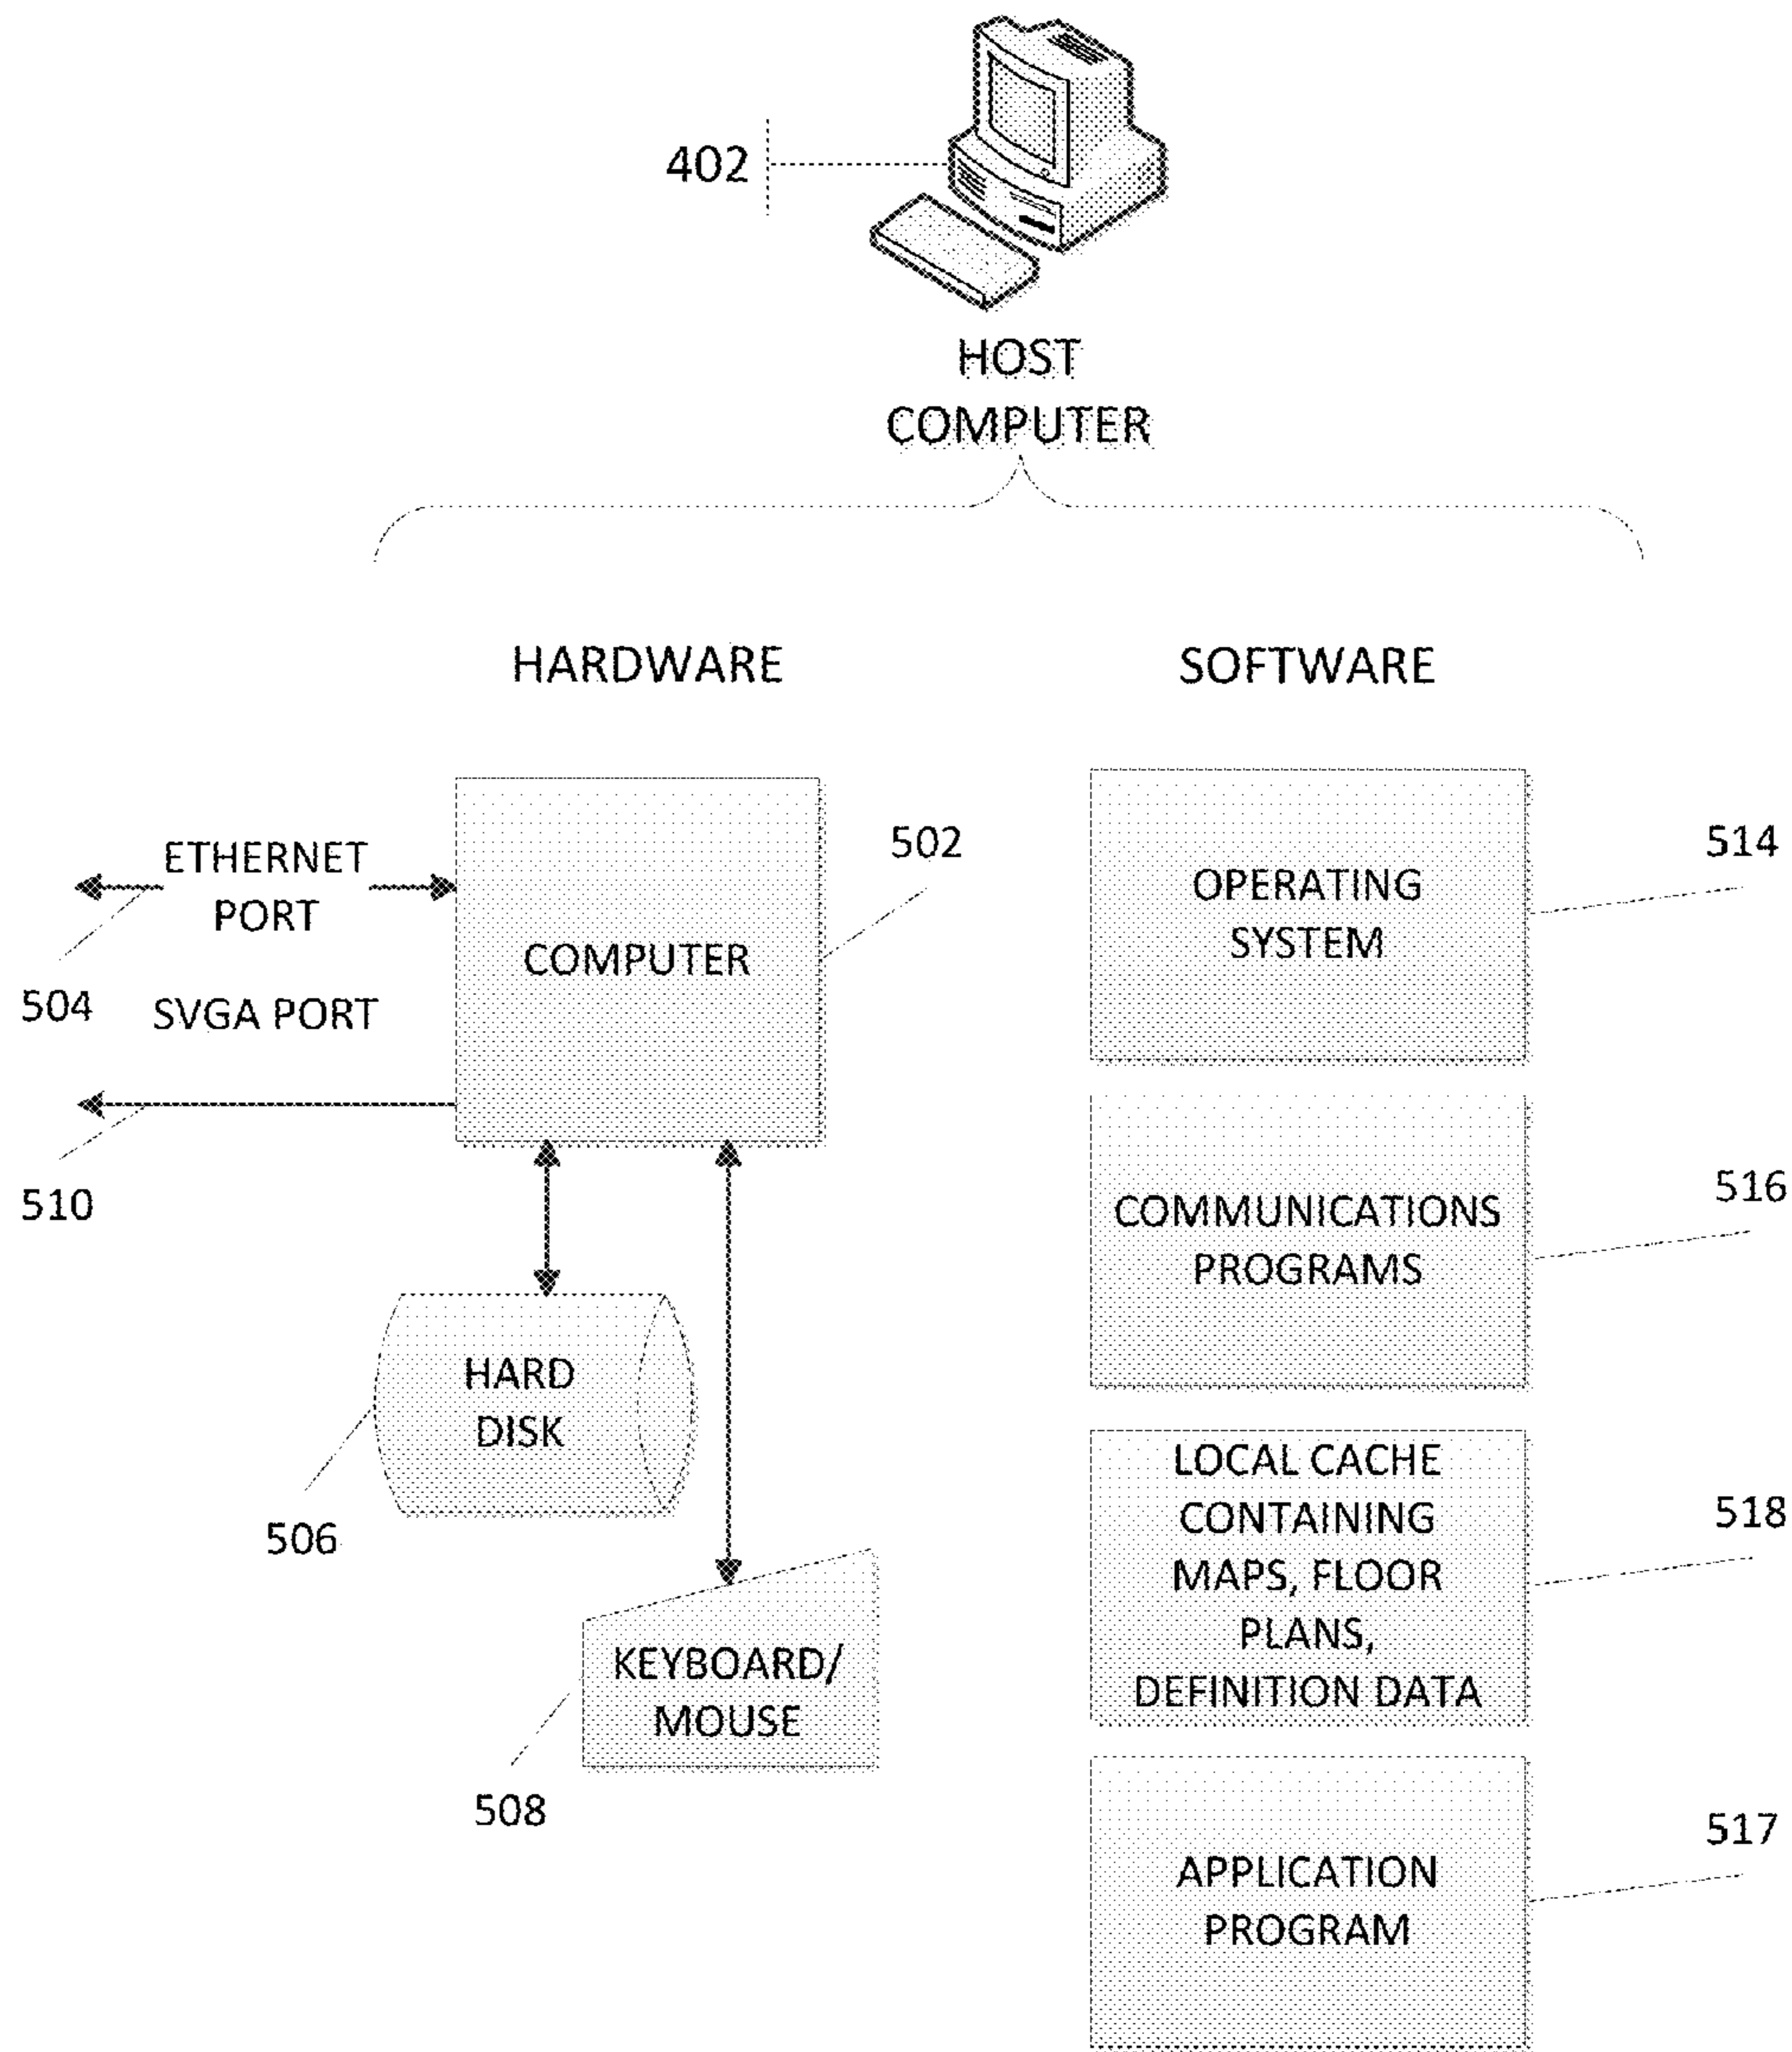 402
HOST
COMPUTER
HARDWARE
SOFTWARE
ETHERNET
PORT
504
SVGA PORT
510
COMPUTER
502
HARD
DISK
506
KEYBOARD/
MOUSE
508
OPERATING
SYSTEM
514
COMMUNICATIONS
PROGRAMS
516
LOCAL CACHE
CONTAINING
MAPS, FLOOR
PLANS,
DEFINITION DATA
518
APPLICATION
PROGRAM
517